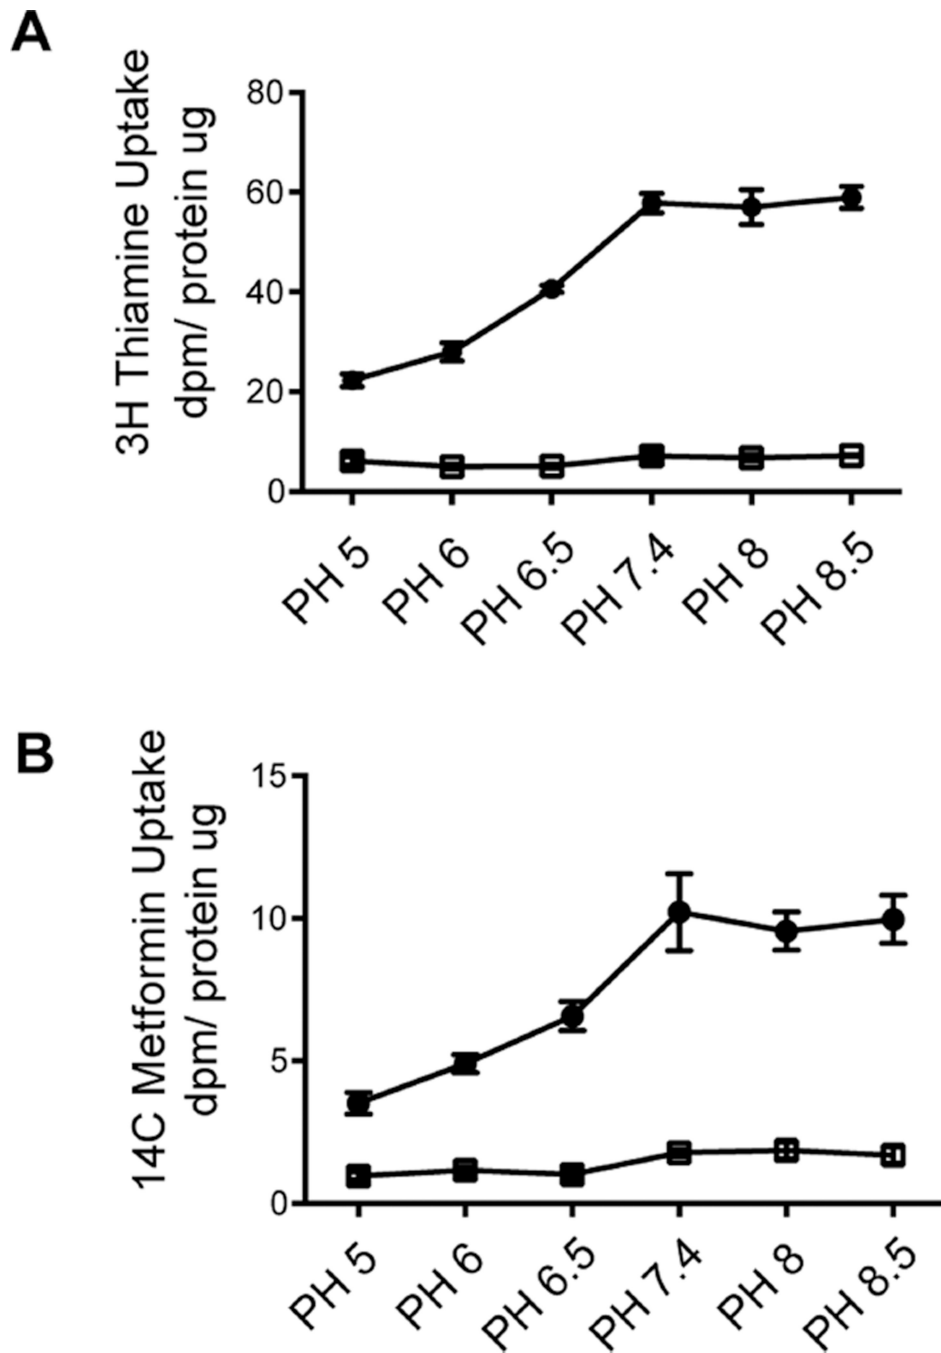 A
3H Thiamine Uptake
dpm/ protein ug
80
60
40
20
0
PH 5
PH 6
PH 6.5
PH 7.4
PH 8
PH 8.5
B
14C Metformin Uptake
dpm/ protein ug
15
10
5
0
PH 5
PH 6
PH 6.5
PH 7.4
PH 8
PH 8.5